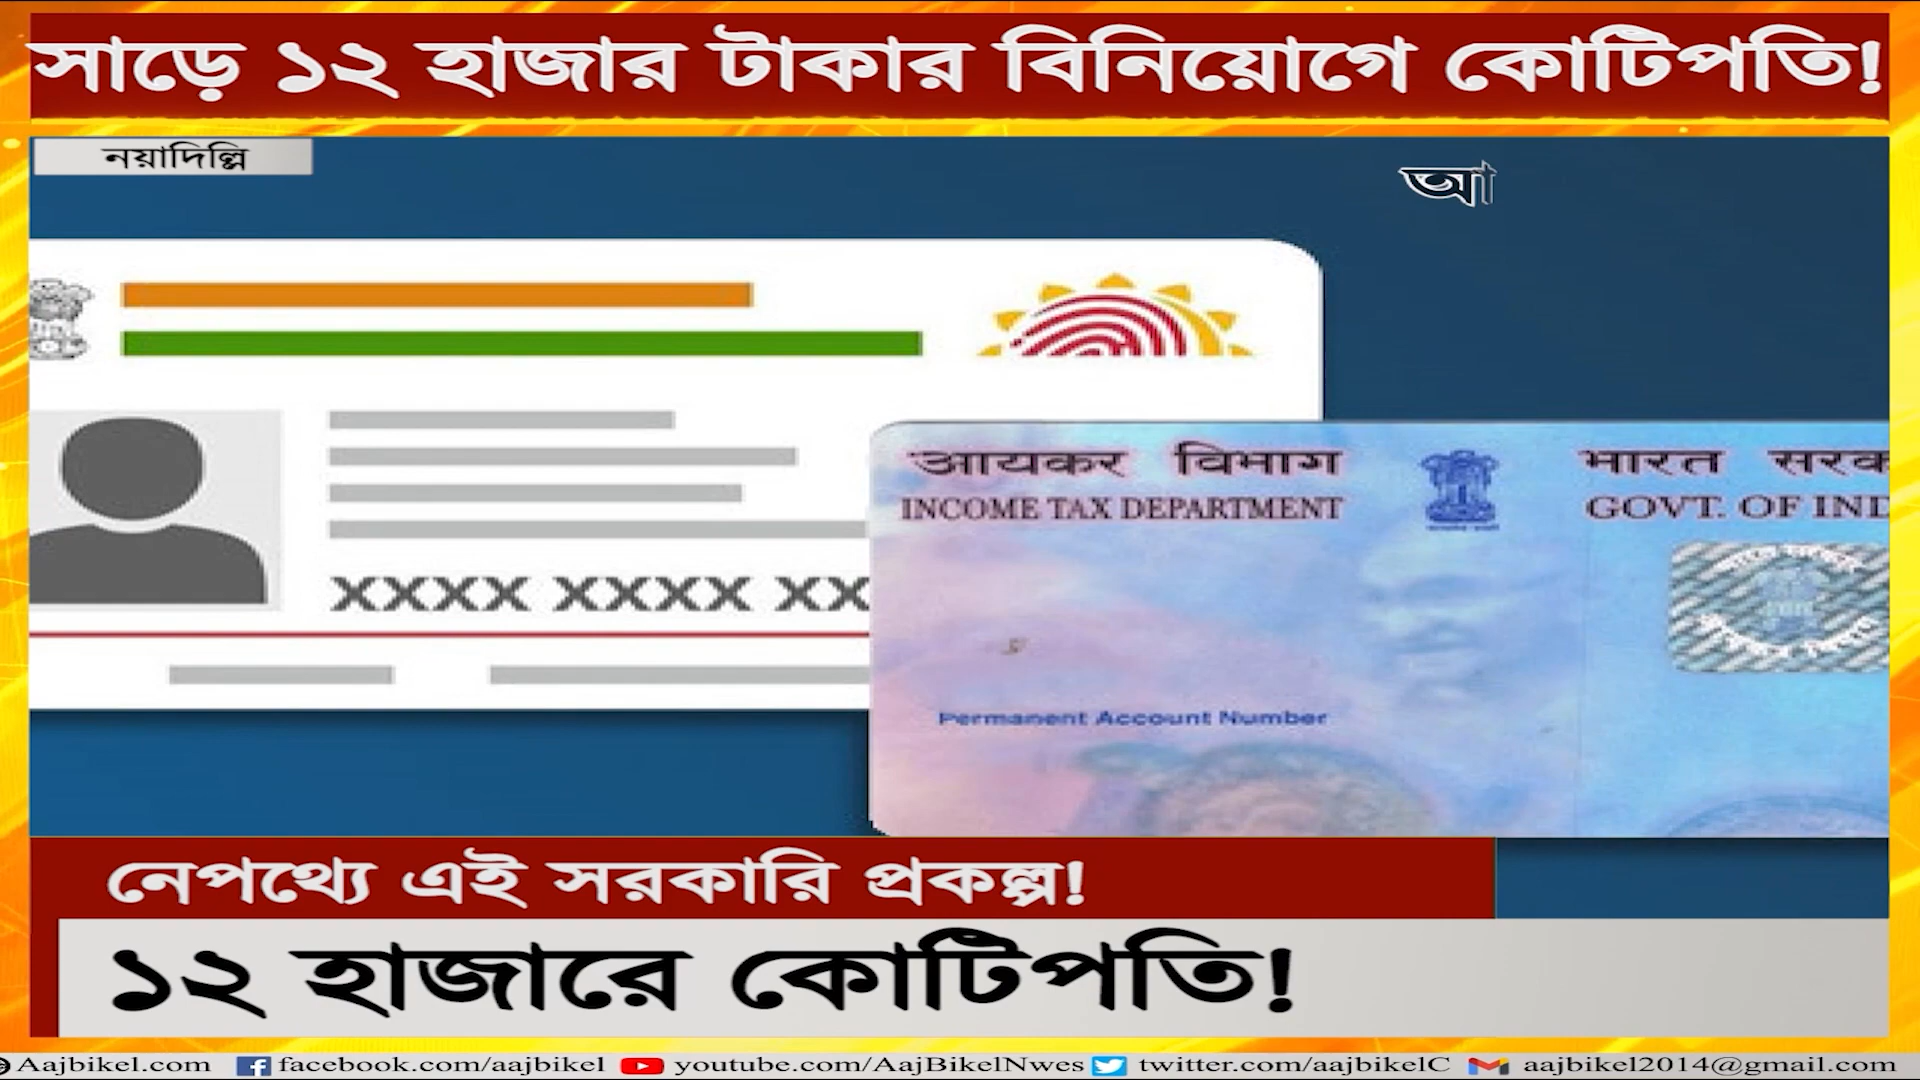 সাড়ে ১২ হাজার টাকার বিনিয়োগে কোটিপতি!
নয়াদিল্লি
আ
XXXX XXXX XX
आयकर विभाग
भारत सरक
INCOME TAX DEPARTMENT
GOVT. OF IND
Permanent Account Number
নেপথ্যে এই সরকারি প্রকল্প!
১২ হাজারে কোটিপতি!
Aajbikel.com facebook.com/aajbikel youtube.com/AajBikelNwes twitter.com/aajbikelC aajbikel2014@gmail.com